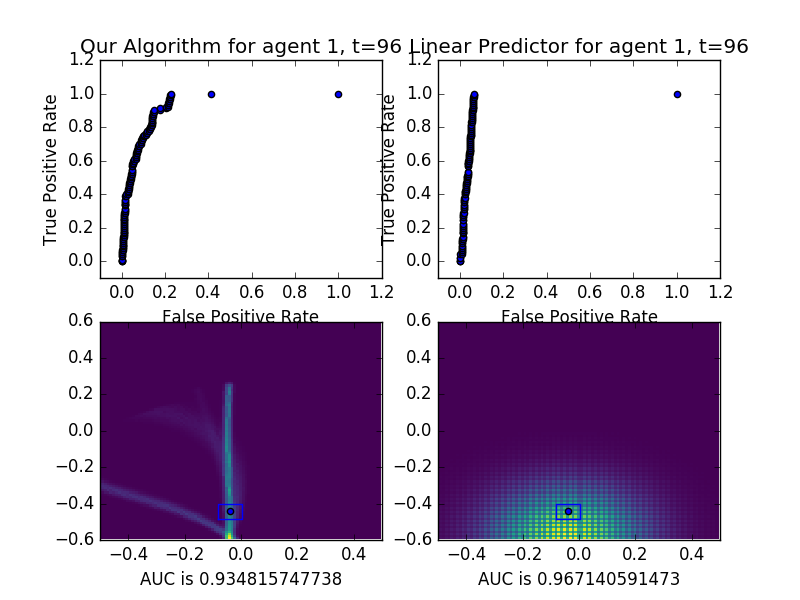 Our Algorithm for agent 1, t=96
Linear Predictor for agent 1, t=96
True Positive Rate
1.2
1.0
0.8
0.6
0.4
0.2
0.0
0.0 0.2 0.4 0.6 0.8 1.0 1.2
False Positive Rate
True Positive Rate
1.2
1.0
0.8
0.6
0.4
0.2
0.0
0.0 0.2 0.4 0.6 0.8 1.0 1.2
False Positive Rate
0.6
0.4
0.2
0.0
−0.2
−0.4
−0.6
−0.4 −0.2 0.0 0.2 0.4
AUC is 0.934815747738
0.6
0.4
0.2
0.0
−0.2
−0.4
−0.6
−0.4 −0.2 0.0 0.2 0.4
AUC is 0.967140591473